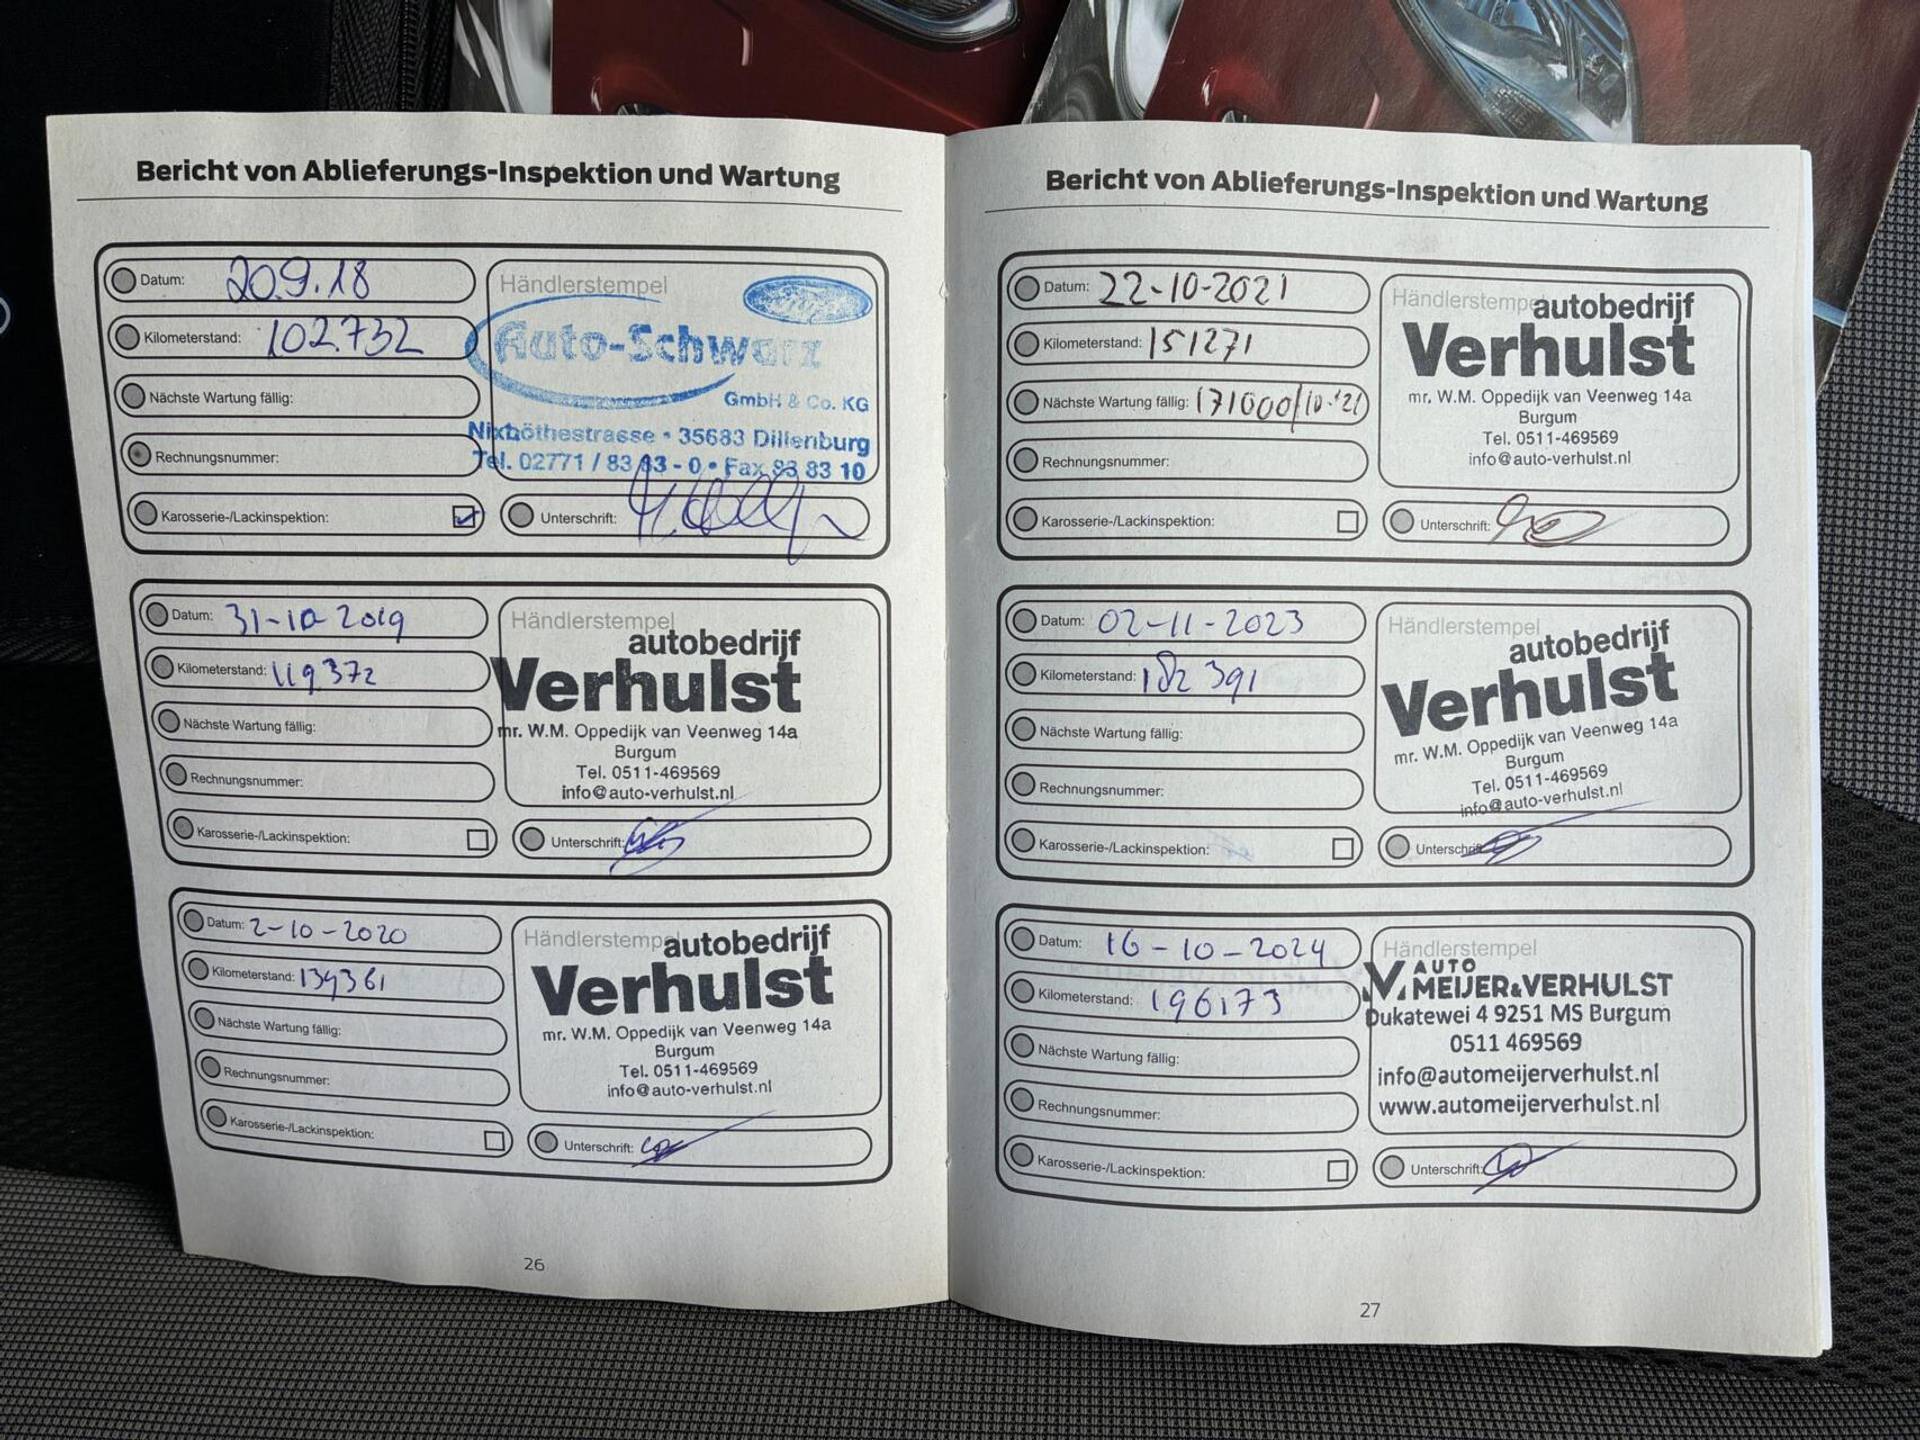 Bericht von Ablieferungs-Inspektion und Wartung
Datum: 20.9.18
Kilometerstand: 102.732
Nächste Wartung fällig:
Rechnungsnummer:
Karosserie-/Lackinspektion:
Händlerstempel
Auto-Schwarz
GmbH & Co. KG
Nixböthestrasse • 35683 Dillenburg
Tel. 02771 / 83 83 - 0 • Fax 83 83 10
Unterschrift:
Datum: 31-10-2019
Kilometerstand: 119372
Nächste Wartung fällig:
Rechnungsnummer:
Karosserie-/Lackinspektion:
Händlerstempel
autobedrijf
Verhulst
mr. W.M. Oppedijk van Veenweg 14a
Burgum
Tel. 0511-469569
info@auto-verhulst.nl
Unterschrift:
Datum: 2-10-2020
Kilometerstand: 139361
Nächste Wartung fällig:
Rechnungsnummer:
Karosserie-/Lackinspektion:
Händlerstempel
autobedrijf
Verhulst
mr. W.M. Oppedijk van Veenweg 14a
Burgum
Tel. 0511-469569
info@auto-verhulst.nl
Unterschrift:
26
Bericht von Ablieferungs-Inspektion und Wartung
Datum: 22-10-2021
Kilometerstand: 151271
Nächste Wartung fällig: 171000/10-'21
Rechnungsnummer:
Karosserie-/Lackinspektion:
Händlerstempel
autobedrijf
Verhulst
mr. W.M. Oppedijk van Veenweg 14a
Burgum
Tel. 0511-469569
info@auto-verhulst.nl
Unterschrift:
Datum: 02-11-2023
Kilometerstand: 182391
Nächste Wartung fällig:
Rechnungsnummer:
Karosserie-/Lackinspektion:
Händlerstempel
autobedrijf
Verhulst
mr. W.M. Oppedijk van Veenweg 14a
Burgum
Tel. 0511-469569
info@auto-verhulst.nl
Unterschrift:
Datum: 16-10-2024
Kilometerstand: 196173
Nächste Wartung fällig:
Rechnungsnummer:
Karosserie-/Lackinspektion:
Händlerstempel
AUTO
MEIJER&VERHULST
Dukatewei 4 9251 MS Burgum
0511 469569
info@automeijerverhulst.nl
www.automeijerverhulst.nl
Unterschrift:
27